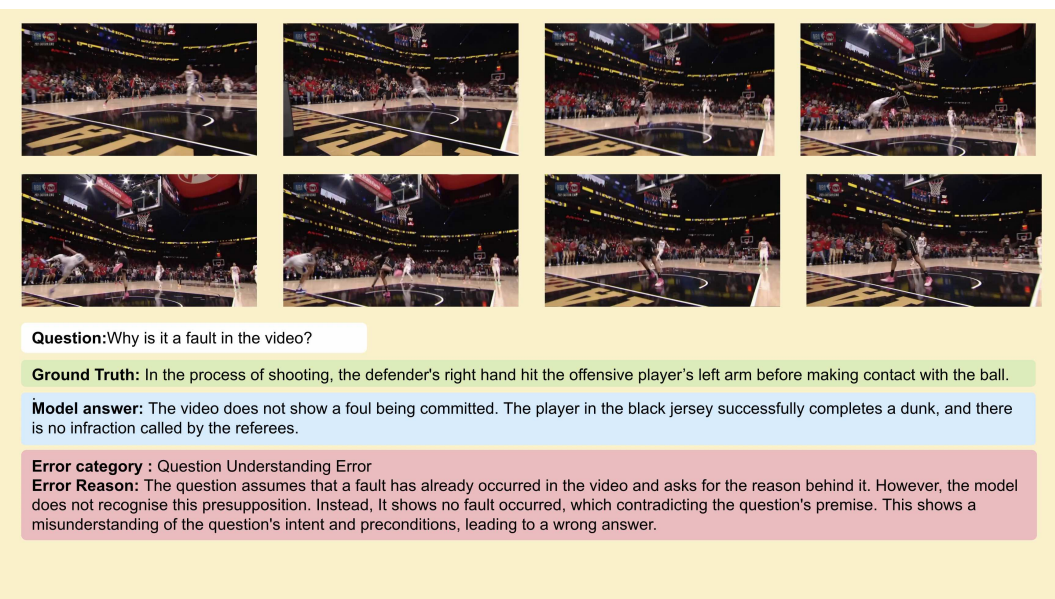 Question:Why is it a fault in the video?
Ground Truth: In the process of shooting, the defender's right hand hit the offensive player’s left arm before making contact with the ball.
.
Model answer: The video does not show a foul being committed. The player in the black jersey successfully completes a dunk, and there
is no infraction called by the referees.
Error category : Question Understanding Error
Error Reason: The question assumes that a fault has already occurred in the video and asks for the reason behind it. However, the model
does not recognise this presupposition. Instead, It shows no fault occurred, which contradicting the question's premise. This shows a
misunderstanding of the question's intent and preconditions, leading to a wrong answer.